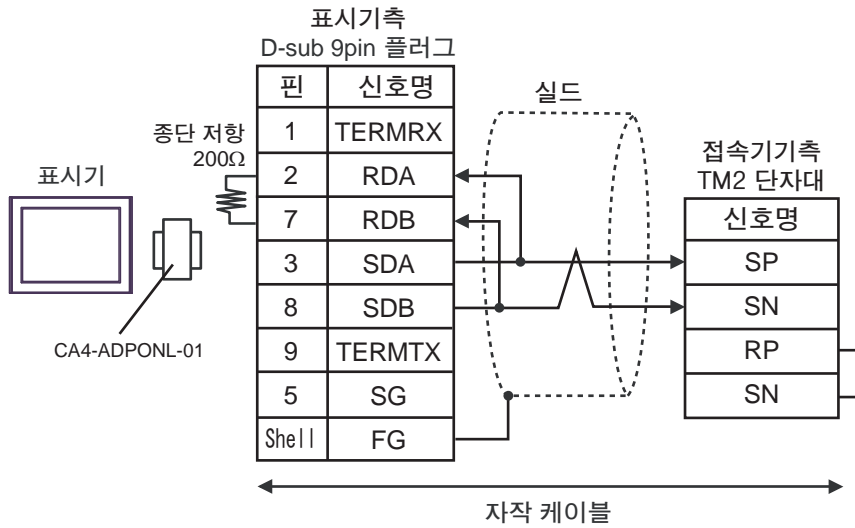 표시기측
D-sub 9pin 플러그
핀 신호명
1 TERMRX
2 RDA
7 RDB
3 SDA
8 SDB
9 TERMTX
5 SG
Shell FG
종단 저항
200Ω
표시기
CA4-ADPONL-01
실드
접속기기측
TM2 단자대
신호명
SP
SN
RP
SN
자작 케이블